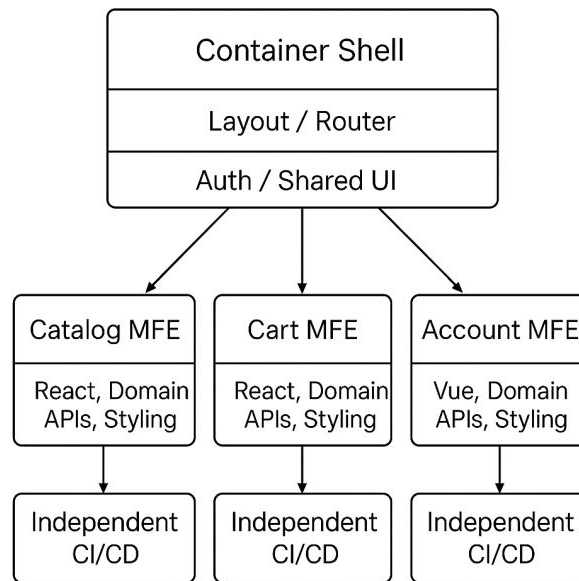 Container Shell
Layout / Router
Auth / Shared UI
Catalog MFE
React, Domain
APIs, Styling
Cart MFE
React, Domain
APIs, Styling
Account MFE
Vue, Domain
APIs, Styling
Independent
CI/CD
Independent
CI/CD
Independent
CI/CD